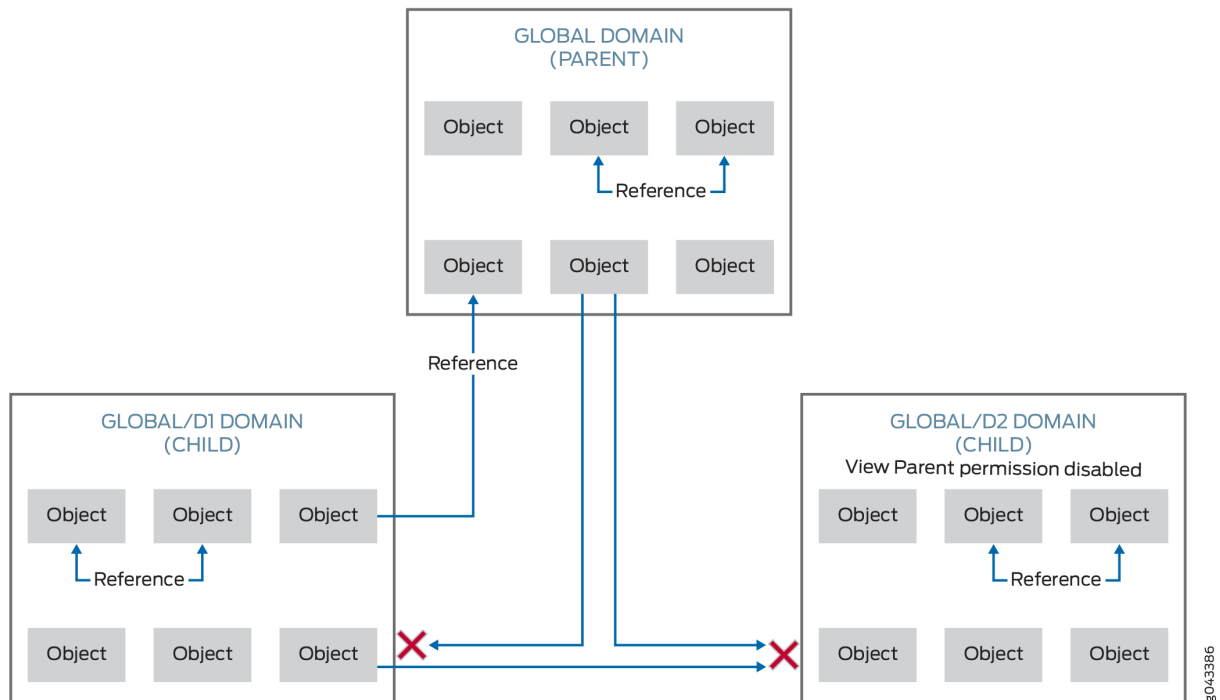 GLOBAL DOMAIN
(PARENT)
Object Object Object
Reference
Object Object Object
Reference
GLOBAL/D1 DOMAIN
(CHILD)
Object Object Object
Reference
Object Object Object
GLOBAL/D2 DOMAIN
(CHILD)
View Parent permission disabled
Object Object Object
Reference
Object Object Object
g043386